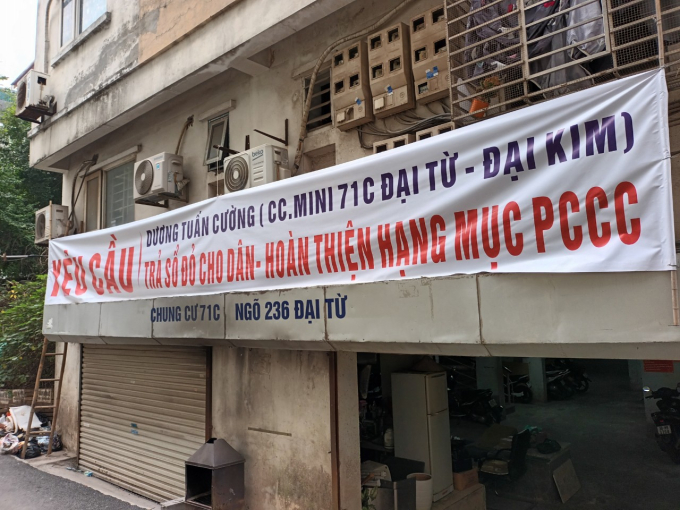 YÊU CẦU
DƯƠNG TUẤN CƯỜNG ( CC.MINI 71C ĐẠI TỪ - ĐẠI KIM )
TRẢ SỔ ĐỎ CHO DÂN- HOÀN THIỆN HẠNG MỤC PCCC
CHUNG CƯ 71C NGÕ 236 ĐẠI TỪ